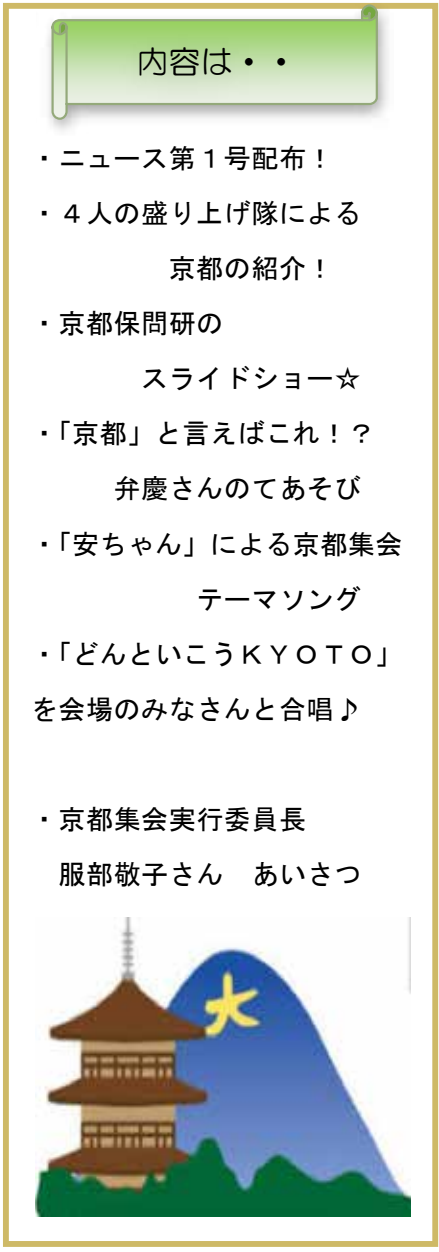 内容は・・
・ニュース第１号配布！
・４人の盛り上げ隊による
京都の紹介！
・京都保問研の
スライドショー☆
・「京都」と言えばこれ！？
弁慶さんのてあそび
・「安ちゃん」による京都集会
テーマソング
・「どんといこうＫＹＯＴＯ」
を会場のみなさんと合唱♪
・京都集会実行委員長
服部敬子さん　あいさつ
大